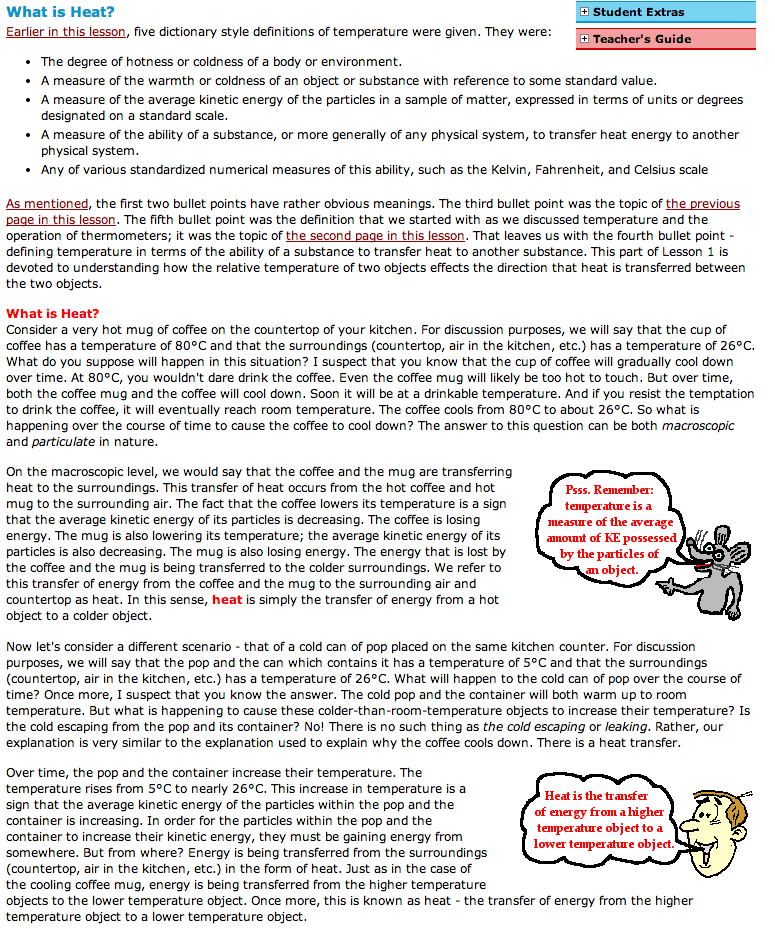 What is Heat?
Student Extras
Teacher's Guide
Earlier in this lesson, five dictionary style definitions of temperature were given. They were:
• The degree of hotness or coldness of a body or environment.
• A measure of the warmth or coldness of an object or substance with reference to some standard value.
• A measure of the average kinetic energy of the particles in a sample of matter, expressed in terms of units or degrees
designated on a standard scale.
• A measure of the ability of a substance, or more generally of any physical system, to transfer heat energy to another
physical system.
• Any of various standardized numerical measures of this ability, such as the Kelvin, Fahrenheit, and Celsius scale
As mentioned, the first two bullet points have rather obvious meanings. The third bullet point was the topic of the previous
page in this lesson. The fifth bullet point was the definition that we started with as we discussed temperature and the
operation of thermometers; it was the topic of the second page in this lesson. That leaves us with the fourth bullet point -
defining temperature in terms of the ability of a substance to transfer heat to another substance. This part of Lesson 1 is
devoted to understanding how the relative temperature of two objects effects the direction that heat is transferred between
the two objects.
What is Heat?
Consider a very hot mug of coffee on the countertop of your kitchen. For discussion purposes, we will say that the cup of
coffee has a temperature of 80°C and that the surroundings (countertop, air in the kitchen, etc.) has a temperature of 26°C.
What do you suppose will happen in this situation? I suspect that you know that the cup of coffee will gradually cool down
over time. At 80°C, you wouldn't dare drink the coffee. Even the coffee mug will likely be too hot to touch. But over time,
both the coffee mug and the coffee will cool down. Soon it will be at a drinkable temperature. And if you resist the temptation
to drink the coffee, it will eventually reach room temperature. The coffee cools from 80°C to about 26°C. So what is
happening over the course of time to cause the coffee to cool down? The answer to this question can be both macroscopic
and particulate in nature.
On the macroscopic level, we would say that the coffee and the mug are transferring
heat to the surroundings. This transfer of heat occurs from the hot coffee and hot
mug to the surrounding air. The fact that the coffee lowers its temperature is a sign
that the average kinetic energy of its particles is decreasing. The coffee is losing
energy. The mug is also lowering its temperature; the average kinetic energy of its
particles is also decreasing. The mug is also losing energy. The energy that is lost by
the coffee and the mug is being transferred to the colder surroundings. We refer to
this transfer of energy from the coffee and the mug to the surrounding air and
countertop as heat. In this sense, heat is simply the transfer of energy from a hot
object to a colder object.
Psss. Remember:
temperature is a
measure of the average
amount of KE possessed
by the particles of
an object.
Now let's consider a different scenario - that of a cold can of pop placed on the same kitchen counter. For discussion
purposes, we will say that the pop and the can which contains it has a temperature of 5°C and that the surroundings
(countertop, air in the kitchen, etc.) has a temperature of 26°C. What will happen to the cold can of pop over the course of
time? Once more, I suspect that you know the answer. The cold pop and the container will both warm up to room
temperature. But what is happening to cause these colder-than-room-temperature objects to increase their temperature? Is
the cold escaping from the pop and its container? No! There is no such thing as the cold escaping or leaking. Rather, our
explanation is very similar to the explanation used to explain why the coffee cools down. There is a heat transfer.
Over time, the pop and the container increase their temperature. The
temperature rises from 5°C to nearly 26°C. This increase in temperature is a
sign that the average kinetic energy of the particles within the pop and the
container is increasing. In order for the particles within the pop and the
container to increase their kinetic energy, they must be gaining energy from
somewhere. But from where? Energy is being transferred from the surroundings
(countertop, air in the kitchen, etc.) in the form of heat. Just as in the case of
the cooling coffee mug, energy is being transferred from the higher temperature
objects to the lower temperature object. Once more, this is known as heat - the transfer of energy from the higher
temperature object to a lower temperature object.
Heat is the transfer
of energy from a higher
temperature object to a
lower temperature object.